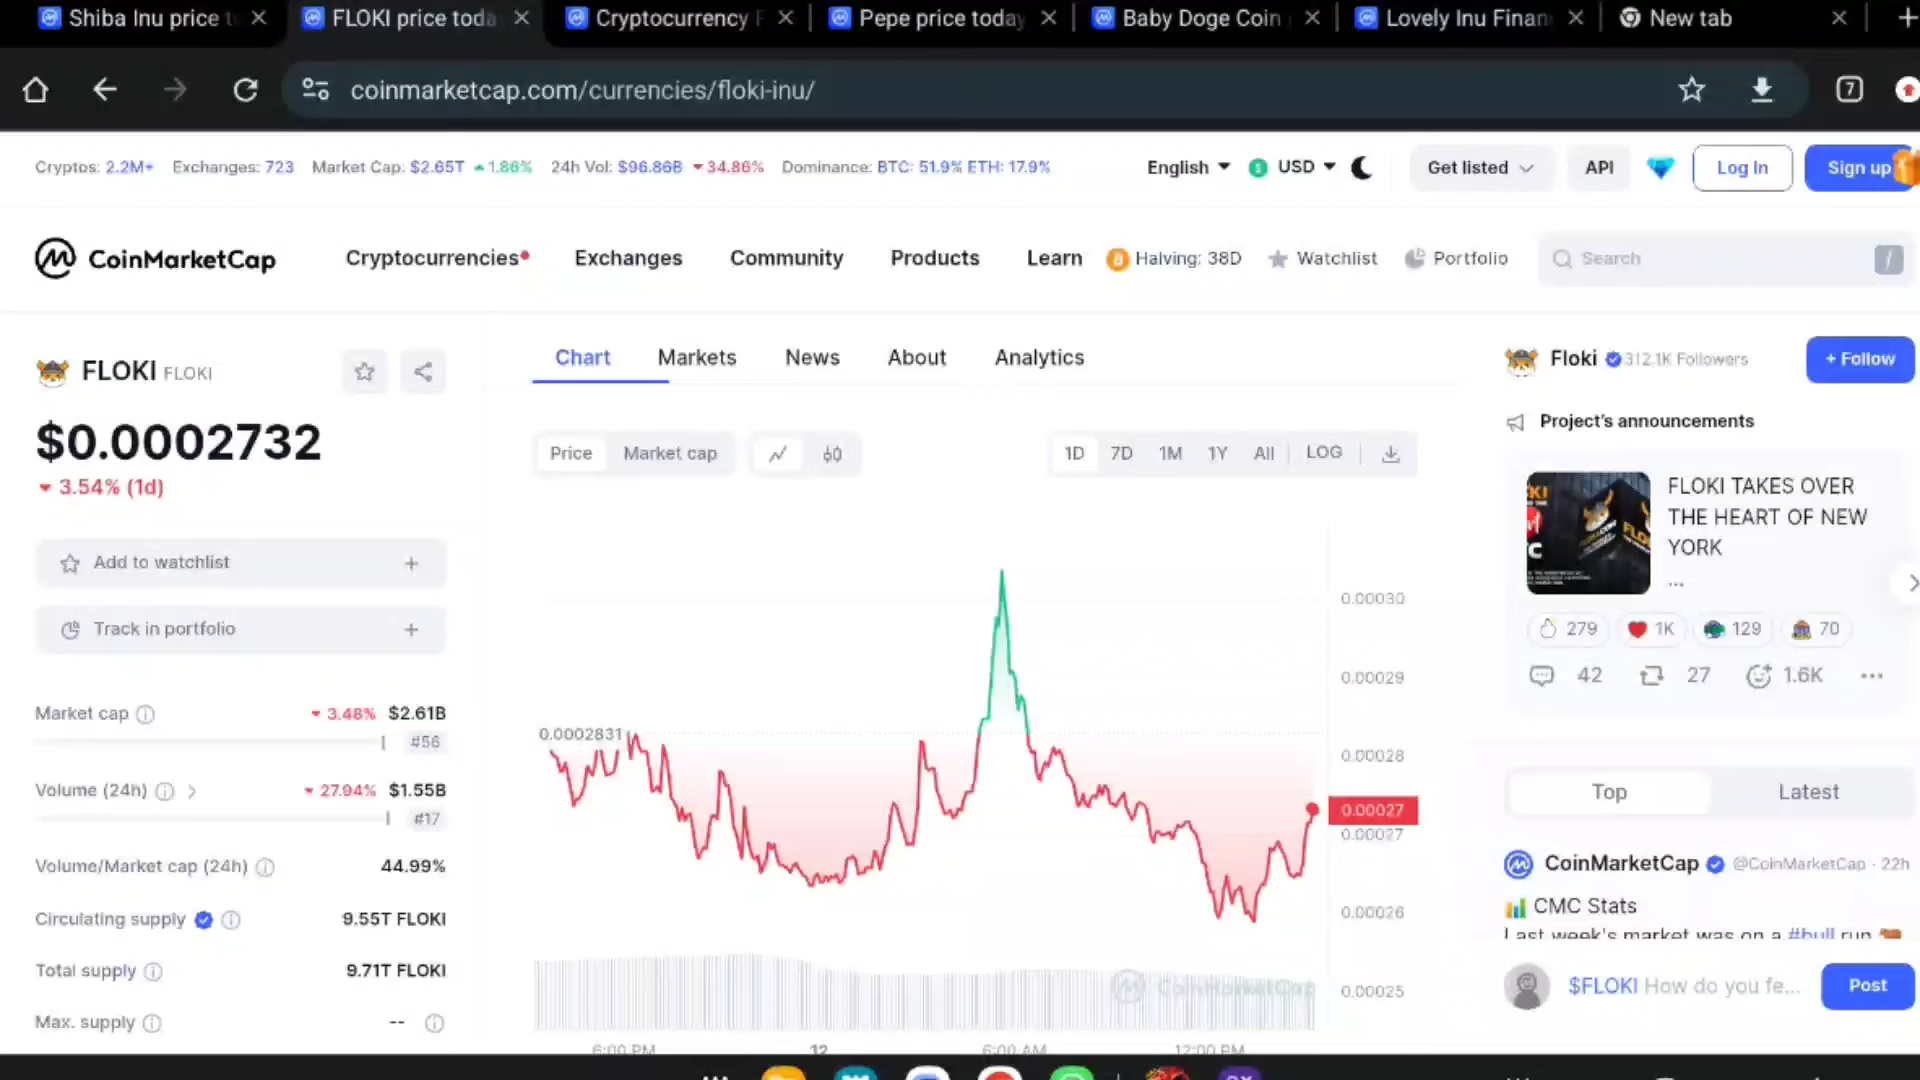 Shiba Inu price t
FLOKI price toda
Cryptocurrency P
Pepe price today
Baby Doge Coin
Lovely Inu Finan
New tab
coinmarketcap.com/currencies/floki-inu/
7
Cryptos: 2.2M+ Exchanges: 723 Market Cap: $2.65T 1.86% 24h Vol: $96.86B 34.86% Dominance: BTC: 51.9% ETH: 17.9%
English USD Get listed API Log In Sign up
CoinMarketCap Cryptocurrencies Exchanges Community Products Learn Halving: 38D Watchlist Portfolio Search /
FLOKI FLOKI
$0.0002732
3.54% (1d)
Add to watchlist +
Track in portfolio +
Market cap 3.48% $2.61B
#56
Volume (24h) 27.94% $1.55B
#17
Volume/Market cap (24h) 44.99%
Circulating supply 9.55T FLOKI
Total supply 9.71T FLOKI
Max. supply --
Chart Markets News About Analytics
Price Market cap 1D 7D 1M 1Y All LOG
0.0002831
0.00030
0.00029
0.00028
0.00027
0.00027
0.00026
0.00025
CoinMarketCap
6:00 PM 12 6:00 AM 12:00 PM
Floki 312.1K Followers + Follow
Project's announcements
FLOKI TAKES OVER
THE HEART OF NEW
YORK
...
279 1K 129 70
42 27 1.6K
Top Latest
CoinMarketCap @CoinMarketCap · 22h
CMC Stats
Last week's market was on a #bull run
$FLOKI How do you fe... Post